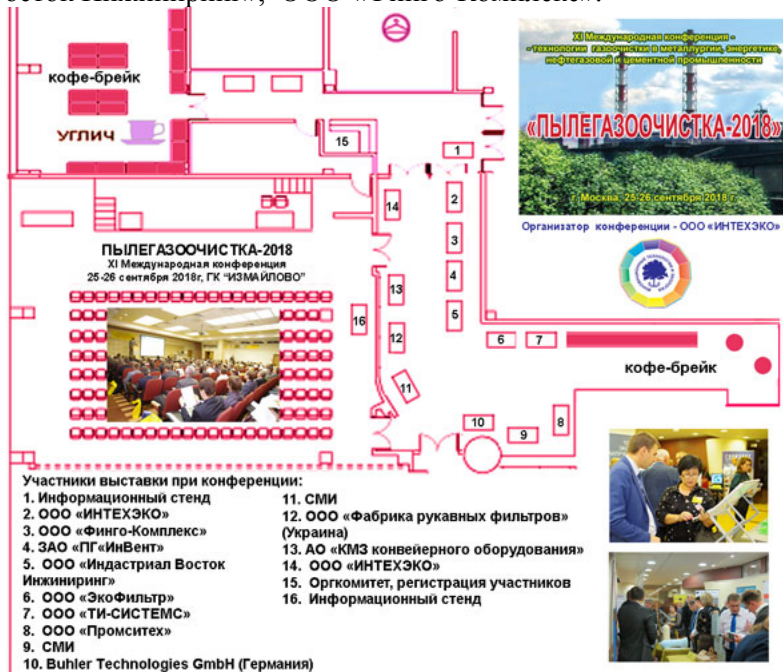 осток Инжиниринг», ООО «Финго-Комплекс».
кофе-брейк
УГЛИЧ
15
1
14
2
3
4
5
13
12
16
11
6
7
10
9
8
кофе-брейк
XI Международная конференция -
- технологии газоочистки в металлургии, энергетике,
нефтегазовой и цементной промышленности
«ПЫЛЕГАЗООЧИСТКА-2018»
г. Москва, 25-26 сентября 2018 г.
Организатор конференции - ООО «ИНТЕХЭКО»
ПЫЛЕГАЗООЧИСТКА-2018
XI Международная конференция
25-26 сентября 2018г, ГК "ИЗМАЙЛОВО"
Участники выставки при конференции:
1. Информационный стенд
2. ООО «ИНТЕХЭКО»
3. ООО «Финго-Комплекс»
4. ЗАО «ПГ«ИнВент»
5. ООО «Индастриал Восток
Инжиниринг»
6. ООО «ЭкоФильтр»
7. ООО «ТИ-СИСТЕМС»
8. ООО «Промситех»
9. СМИ
10. Buhler Technologies GmbH (Германия)
11. СМИ
12. ООО «Фабрика рукавных фильтров»
(Украина)
13. АО «КМЗ конвейерного оборудования»
14. ООО «ИНТЕХЭКО»
15. Оргкомитет, регистрация участников
16. Информационный стенд